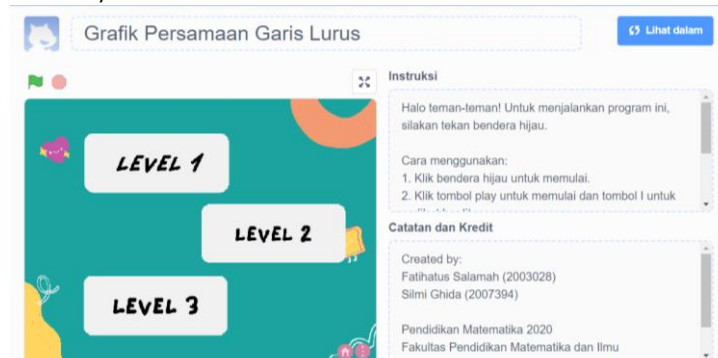 Grafik Persamaan Garis Lurus
Lihat dalam
Instruksi
Halo teman-teman! Untuk menjalankan program ini,
silakan tekan bendera hijau.
Cara menggunakan:
1. Klik bendera hijau untuk memulai.
2. Klik tombol play untuk memulai dan tombol I untuk
LEVEL 1
LEVEL 2
LEVEL 3
Catatan dan Kredit
Created by:
Fatihatus Salamah (2003028)
Silmi Ghida (2007394)
Pendidikan Matematika 2020
Fakultas Pendidikan Matematika dan Ilmu